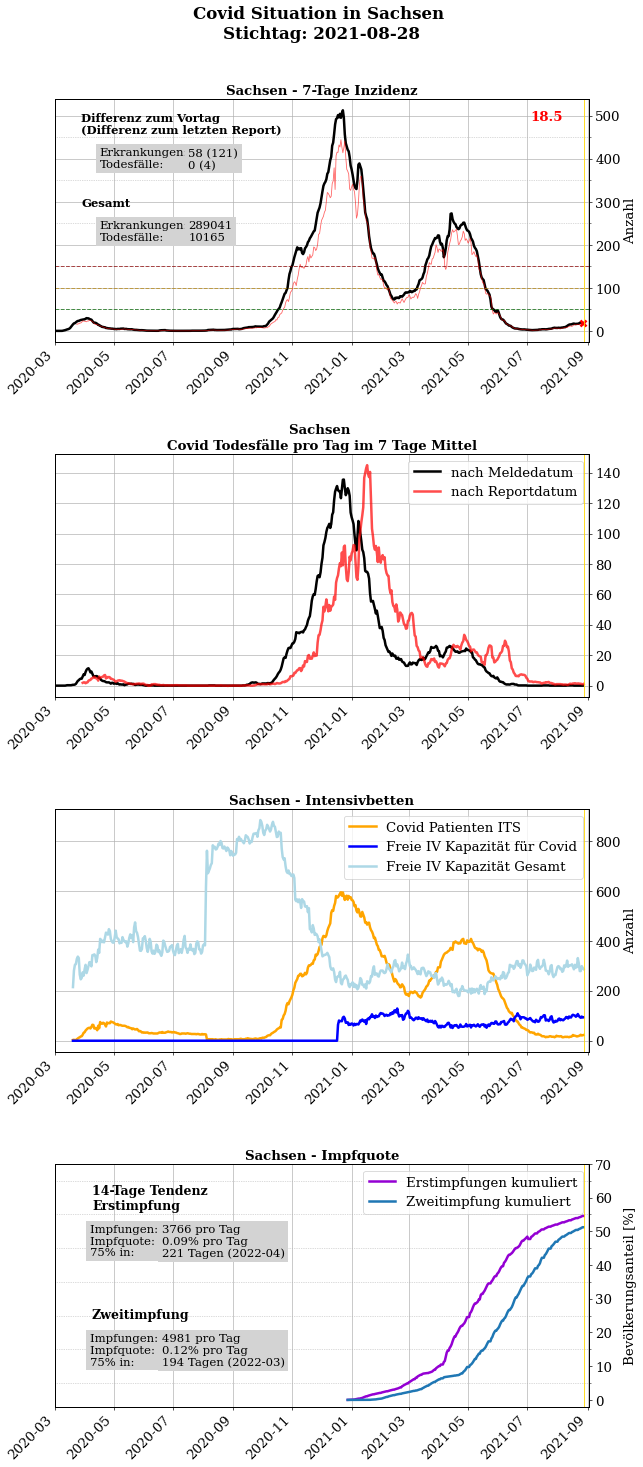 Covid Situation in Sachsen
Stichtag: 2021-08-28
Sachsen - 7-Tage Inzidenz
Differenz zum Vortag
(Differenz zum letzten Report)
Erkrankungen 58 (121)
Todesfälle: 0 (4)
Gesamt
Erkrankungen 289041
Todesfälle: 10165
18.5
500
400
300
200
100
0
Anzahl
2020-03 2020-05 2020-07 2020-09 2020-11 2021-01 2021-03 2021-05 2021-07 2021-09
Sachsen
Covid Todesfälle pro Tag im 7 Tage Mittel
nach Meldedatum
nach Reportdatum
140
120
100
80
60
40
20
0
2020-03 2020-05 2020-07 2020-09 2020-11 2021-01 2021-03 2021-05 2021-07 2021-09
Sachsen - Intensivbetten
Covid Patienten ITS
Freie IV Kapazität für Covid
Freie IV Kapazität Gesamt
800
600
400
200
0
Anzahl
2020-03 2020-05 2020-07 2020-09 2020-11 2021-01 2021-03 2021-05 2021-07 2021-09
Sachsen - Impfquote
14-Tage Tendenz
Erstimpfung
Impfungen: 3766 pro Tag
Impfquote: 0.09% pro Tag
75% in: 221 Tagen (2022-04)
Zweitimpfung
Impfungen: 4981 pro Tag
Impfquote: 0.12% pro Tag
75% in: 194 Tagen (2022-03)
Erstimpfungen kumuliert
Zweitimpfung kumuliert
70
60
50
40
30
20
10
0
Bevölkerungsanteil [%]
2020-03 2020-05 2020-07 2020-09 2020-11 2021-01 2021-03 2021-05 2021-07 2021-09